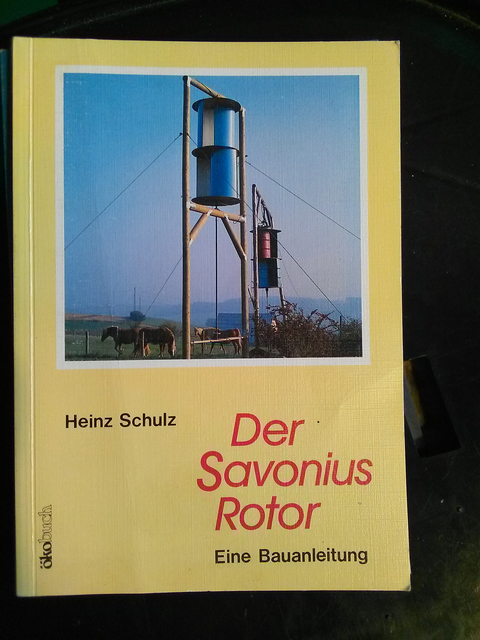 Heinz Schulz
Der
Savonius
Rotor
Eine Bauanleitung
ökobuch